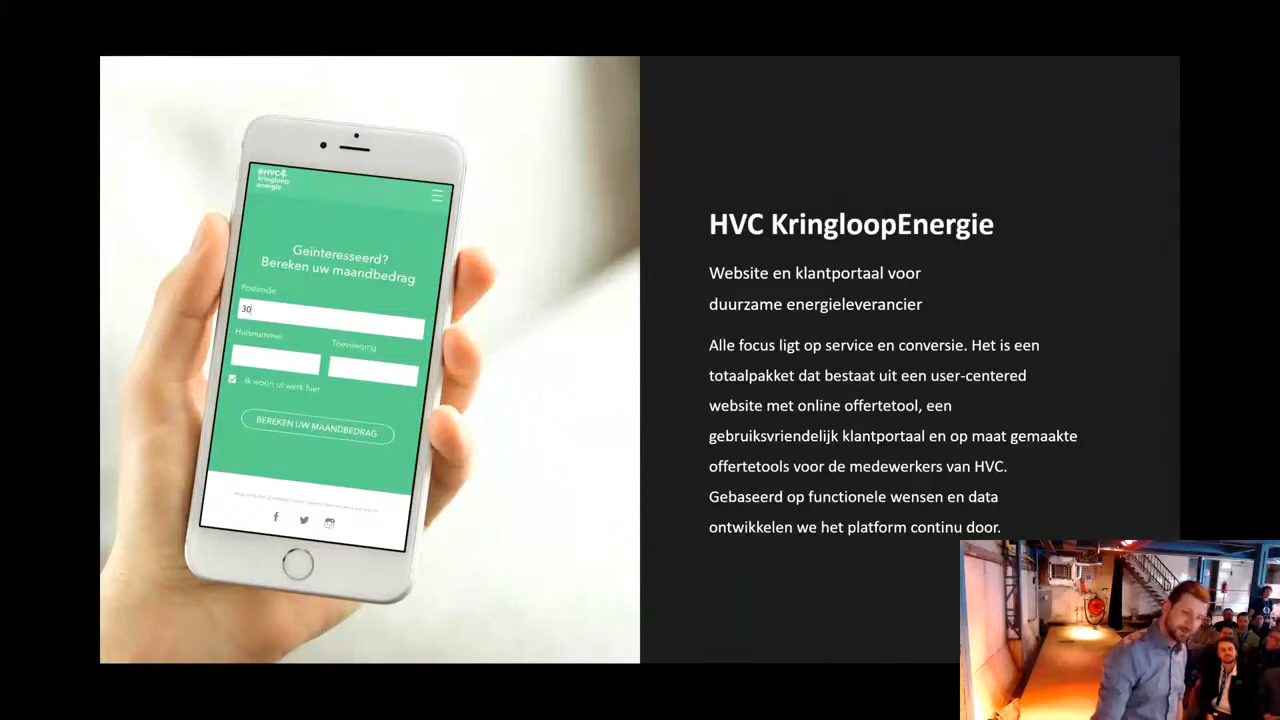 HVC
kringloop
energie
Geïnteresseerd?
Bereken uw maandbedrag
Postcode
30
Huisnummer
Toevoeging
Ik woon of werk hier
BEREKEN UW MAANDBEDRAG
HVC KringloopEnergie
Website en klantportaal voor
duurzame energieleverancier
Alle focus ligt op service en conversie. Het is een
totaalpakket dat bestaat uit een user-centered
website met online offertetool, een
gebruiksvriendelijk klantportaal en op maat gemaakte
offertetools voor de medewerkers van HVC.
Gebaseerd op functionele wensen en data
ontwikkelen we het platform continu door.